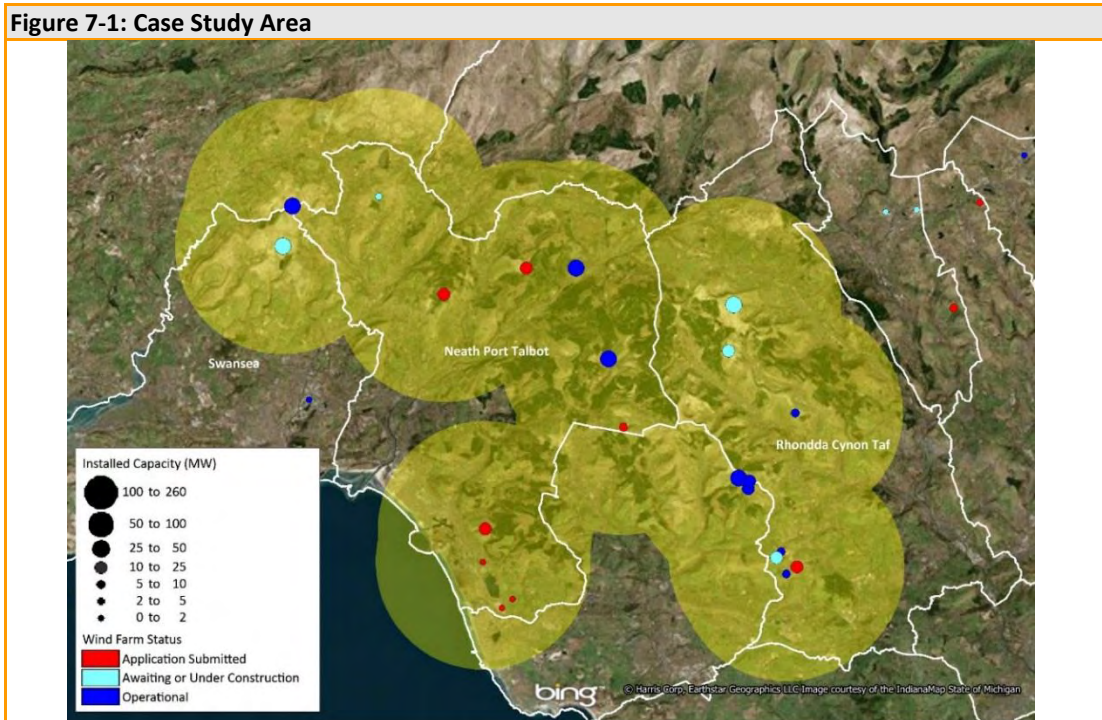 Figure 7-1: Case Study Area
Neath Port Talbot
Swansea
Rhondda Cynon Taf
Installed Capacity (MW)
100 to 260
50 to 100
25 to 50
10 to 25
5 to 10
2 to 5
0 to 2
Wind Farm Status
Application Submitted
Awaiting or Under Construction
Operational
bing
© Harris Corp, Earthstar Geographics LLC Image courtesy of the IndianaMap State of Michigan